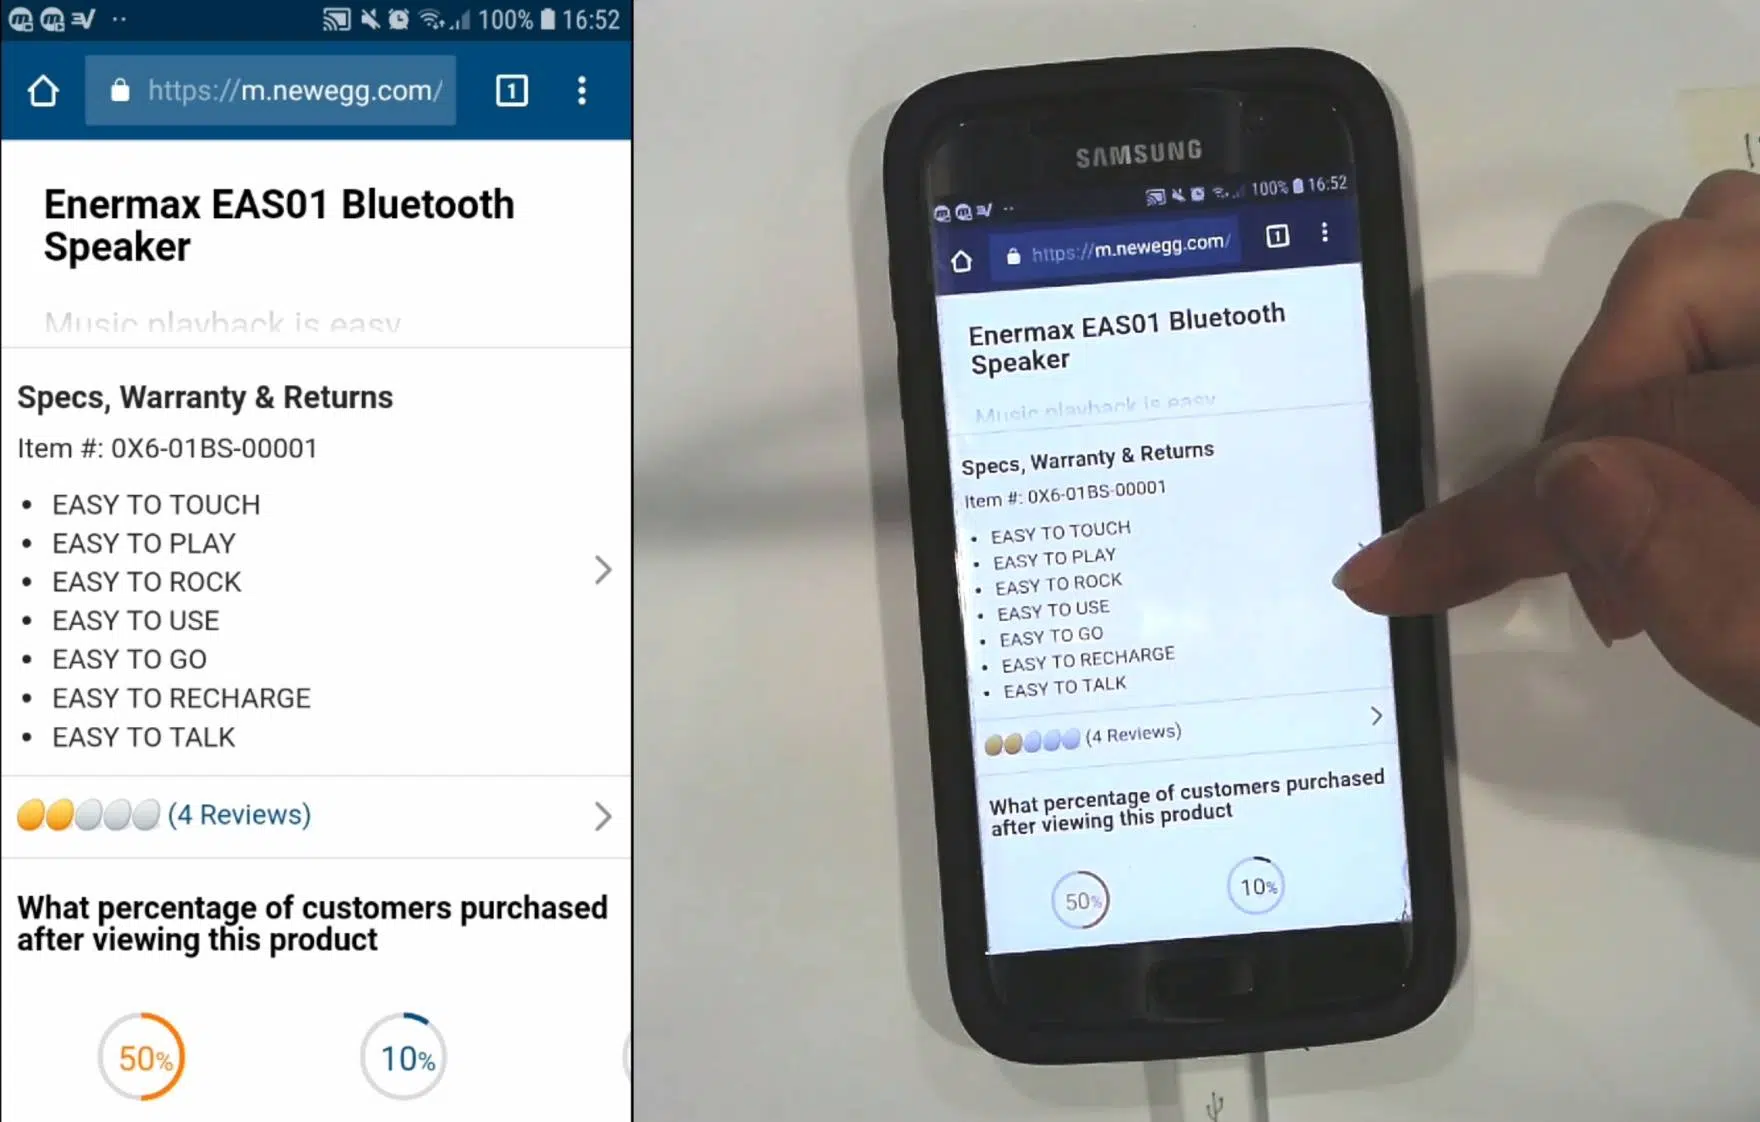 100% 16:52
https://m.newegg.com/
1
Enermax EAS01 Bluetooth
Speaker
Music playback is easy
Specs, Warranty & Returns
Item #: 0X6-01BS-00001
• EASY TO TOUCH
• EASY TO PLAY
• EASY TO ROCK
• EASY TO USE
• EASY TO GO
• EASY TO RECHARGE
• EASY TO TALK
(4 Reviews)
What percentage of customers purchased
after viewing this product
50% 10%
SAMSUNG
100% 16:52
https://m.newegg.com/
1
Enermax EAS01 Bluetooth
Speaker
Music playback is easy
Specs, Warranty & Returns
Item #: 0X6-01BS-00001
• EASY TO TOUCH
• EASY TO PLAY
• EASY TO ROCK
• EASY TO USE
• EASY TO GO
• EASY TO RECHARGE
• EASY TO TALK
(4 Reviews)
What percentage of customers purchased
after viewing this product
50% 10%